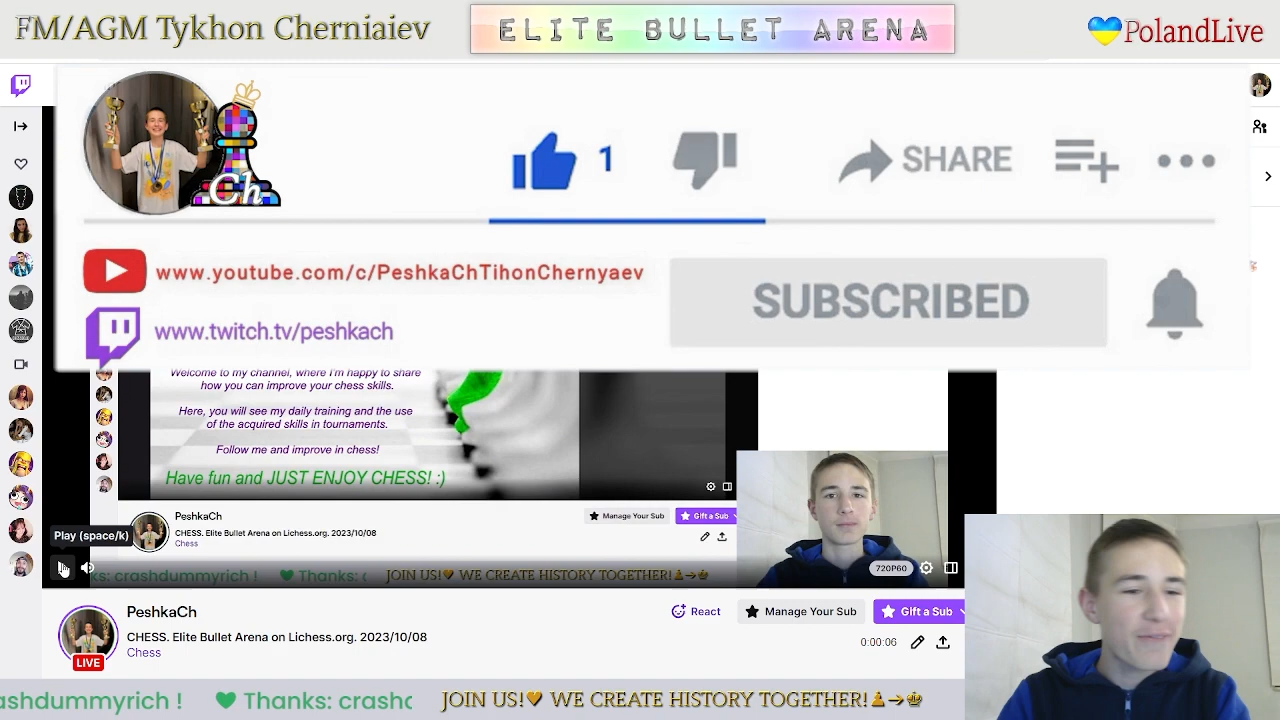 FM/AGM Tykhon Cherniaiev
ELITE BULLET ARENA
PolandLive
Ch
1
SHARE
www.youtube.com/c/PeshkaChTihonChernyaev
SUBSCRIBED
www.twitch.tv/peshkach
Welcome to my channel, where I'm happy to share
how you can improve your chess skills.
Here, you will see my daily training and the use
of the acquired skills in tournaments.
Follow me and improve in chess!
Have fun and JUST ENJOY CHESS! :)
PeshkaCh
Manage Your Sub
Gift a Sub
CHESS. Elite Bullet Arena on Lichess.org. 2023/10/08
Chess
Play (space/k)
ks: crashdummyrich !
Thanks: c
JOIN US! WE CREATE HISTORY TOGETHER!
720P60
PeshkaCh
React
Manage Your Sub
Gift a Sub
CHESS. Elite Bullet Arena on Lichess.org. 2023/10/08
0:00:06
Chess
LIVE
ashdummyrich !
Thanks: crashc
JOIN US! WE CREATE HISTORY TOGETHER!